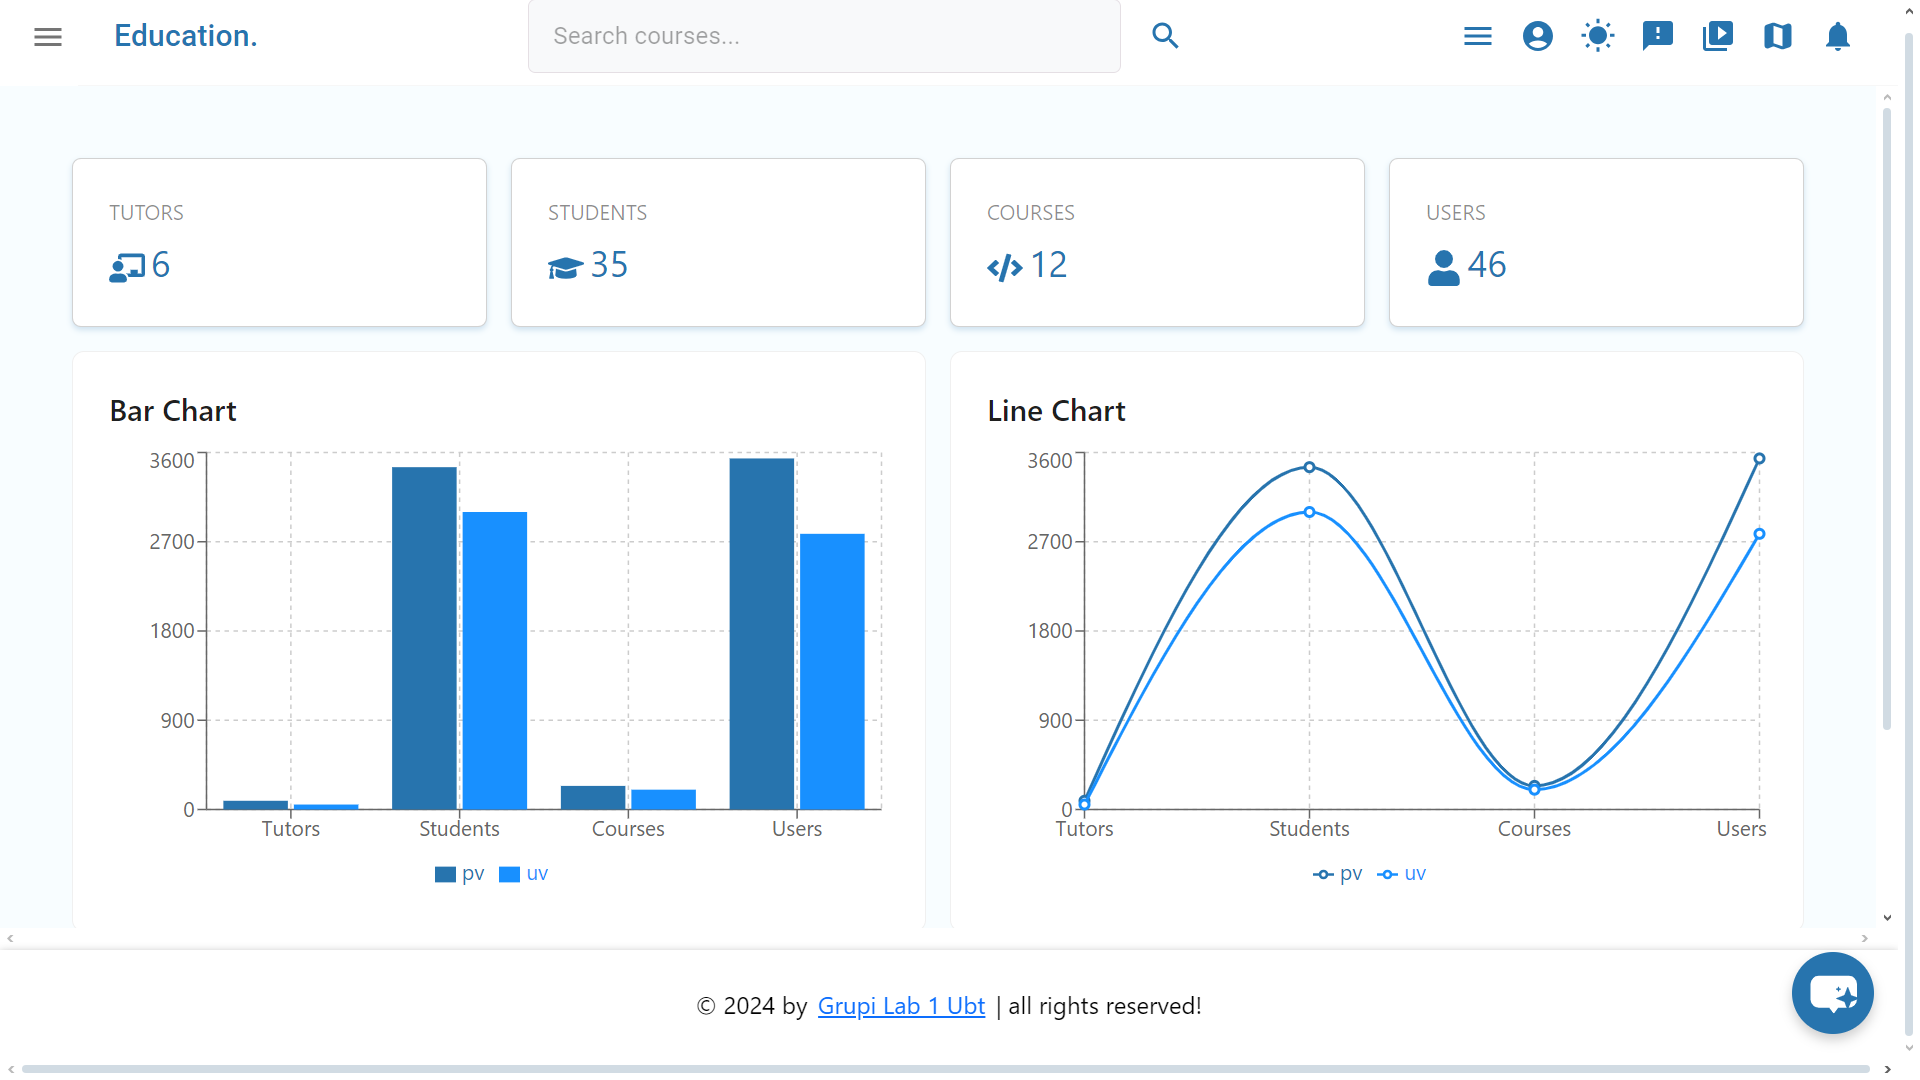 Education.
Search courses...
TUTORS
6
STUDENTS
35
COURSES
12
USERS
46
Bar Chart
3600
2700
1800
900
0
Tutors Students Courses Users
pv uv
Line Chart
3600
2700
1800
900
0
Tutors Students Courses Users
pv uv
© 2024 by Grupi Lab 1 Ubt | all rights reserved!